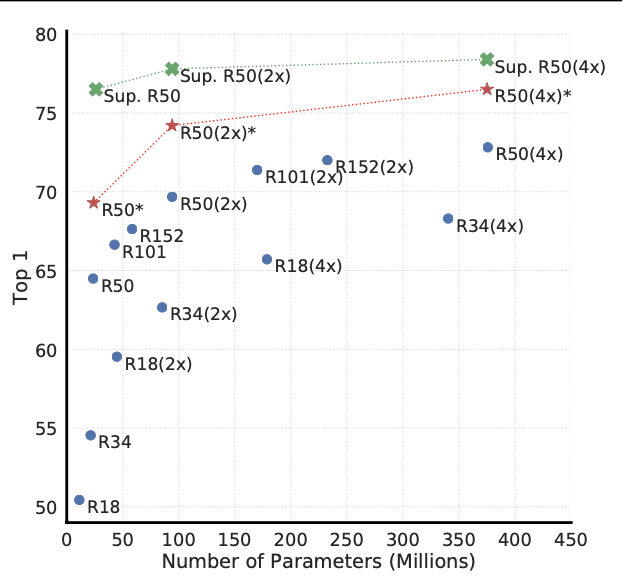 80
Sup. R50(2x)
Sup. R50(4x)
Sup. R50
R50(4x)*
75
R50(2x)*
R50(4x)
R152(2x)
R101(2x)
70
R50*
R50(2x)
R34(4x)
R152
R101
R18(4x)
65
R50
R34(2x)
60
R18(2x)
55
R34
50
R18
Top 1
0 50 100 150 200 250 300 350 400 450
Number of Parameters (Millions)